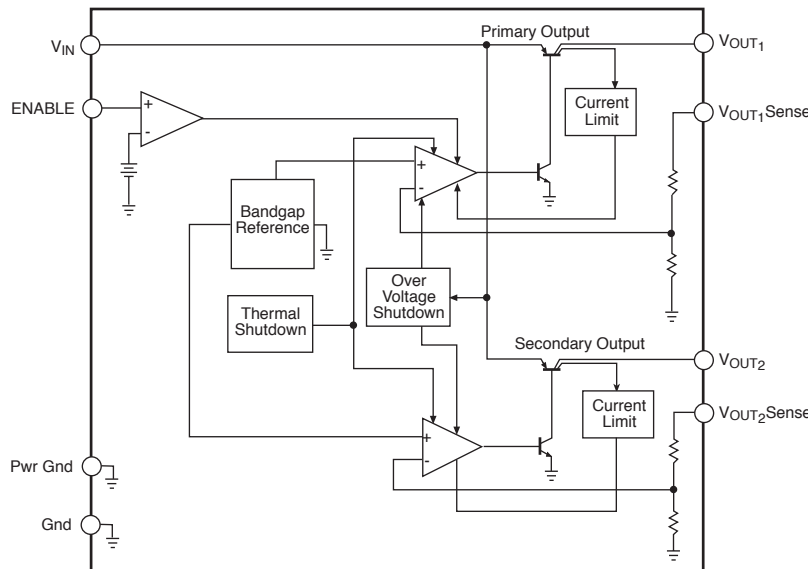 Primary Output
VIN
VOUT1
ENABLE
+
-
Current
Limit
VOUT1Sense
+
-
Bandgap
Reference
Over
Voltage
Shutdown
Thermal
Shutdown
Secondary Output
VOUT2
Current
Limit
VOUT2Sense
+
-
Pwr Gnd
Gnd